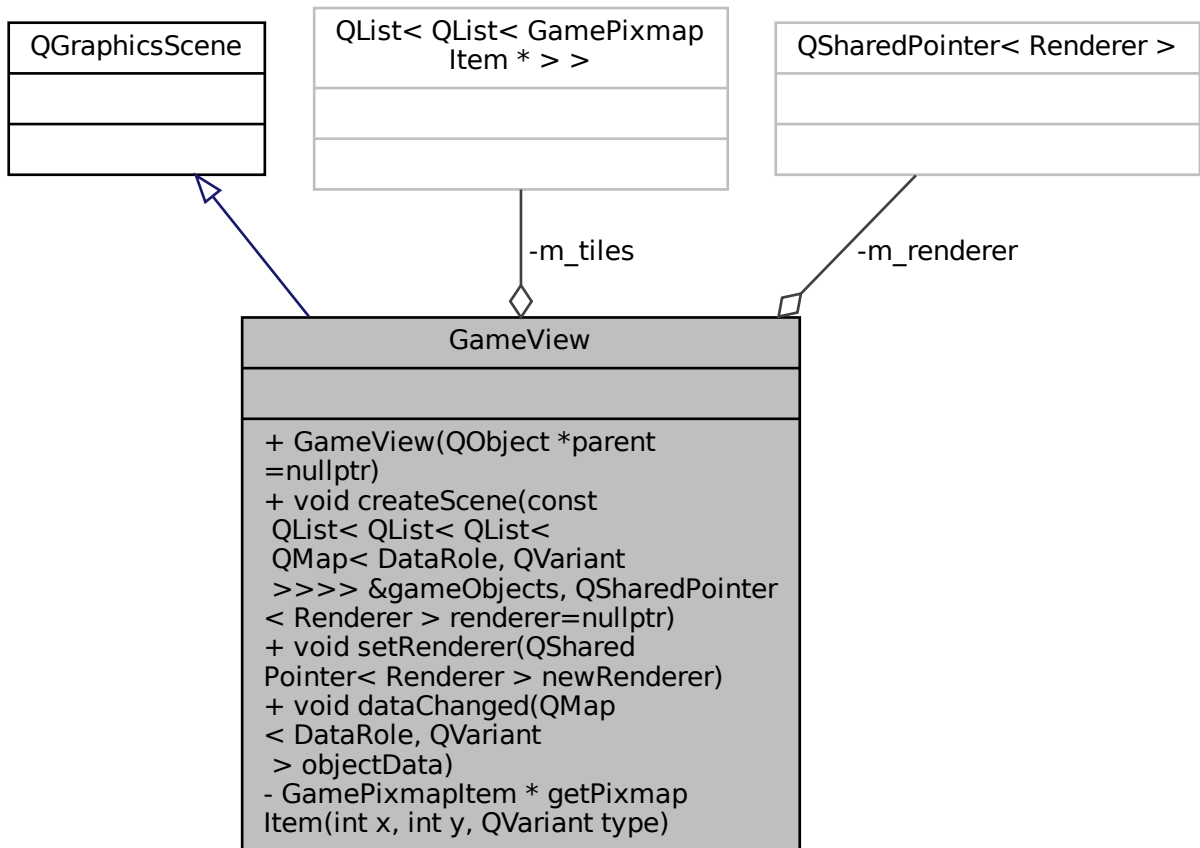 QGraphicsScene
QList< QList< GamePixmap
Item * > >
QSharedPointer< Renderer >
-m_tiles
-m_renderer
GameView
+ GameView(QObject *parent
=nullptr)
+ void createScene(const
QList< QList< QList<
QMap< DataRole, QVariant
>>>> &gameObjects, QSharedPointer
< Renderer > renderer=nullptr)
+ void setRenderer(QShared
Pointer< Renderer > newRenderer)
+ void dataChanged(QMap
< DataRole, QVariant
> objectData)
- GamePixmapItem * getPixmap
Item(int x, int y, QVariant type)